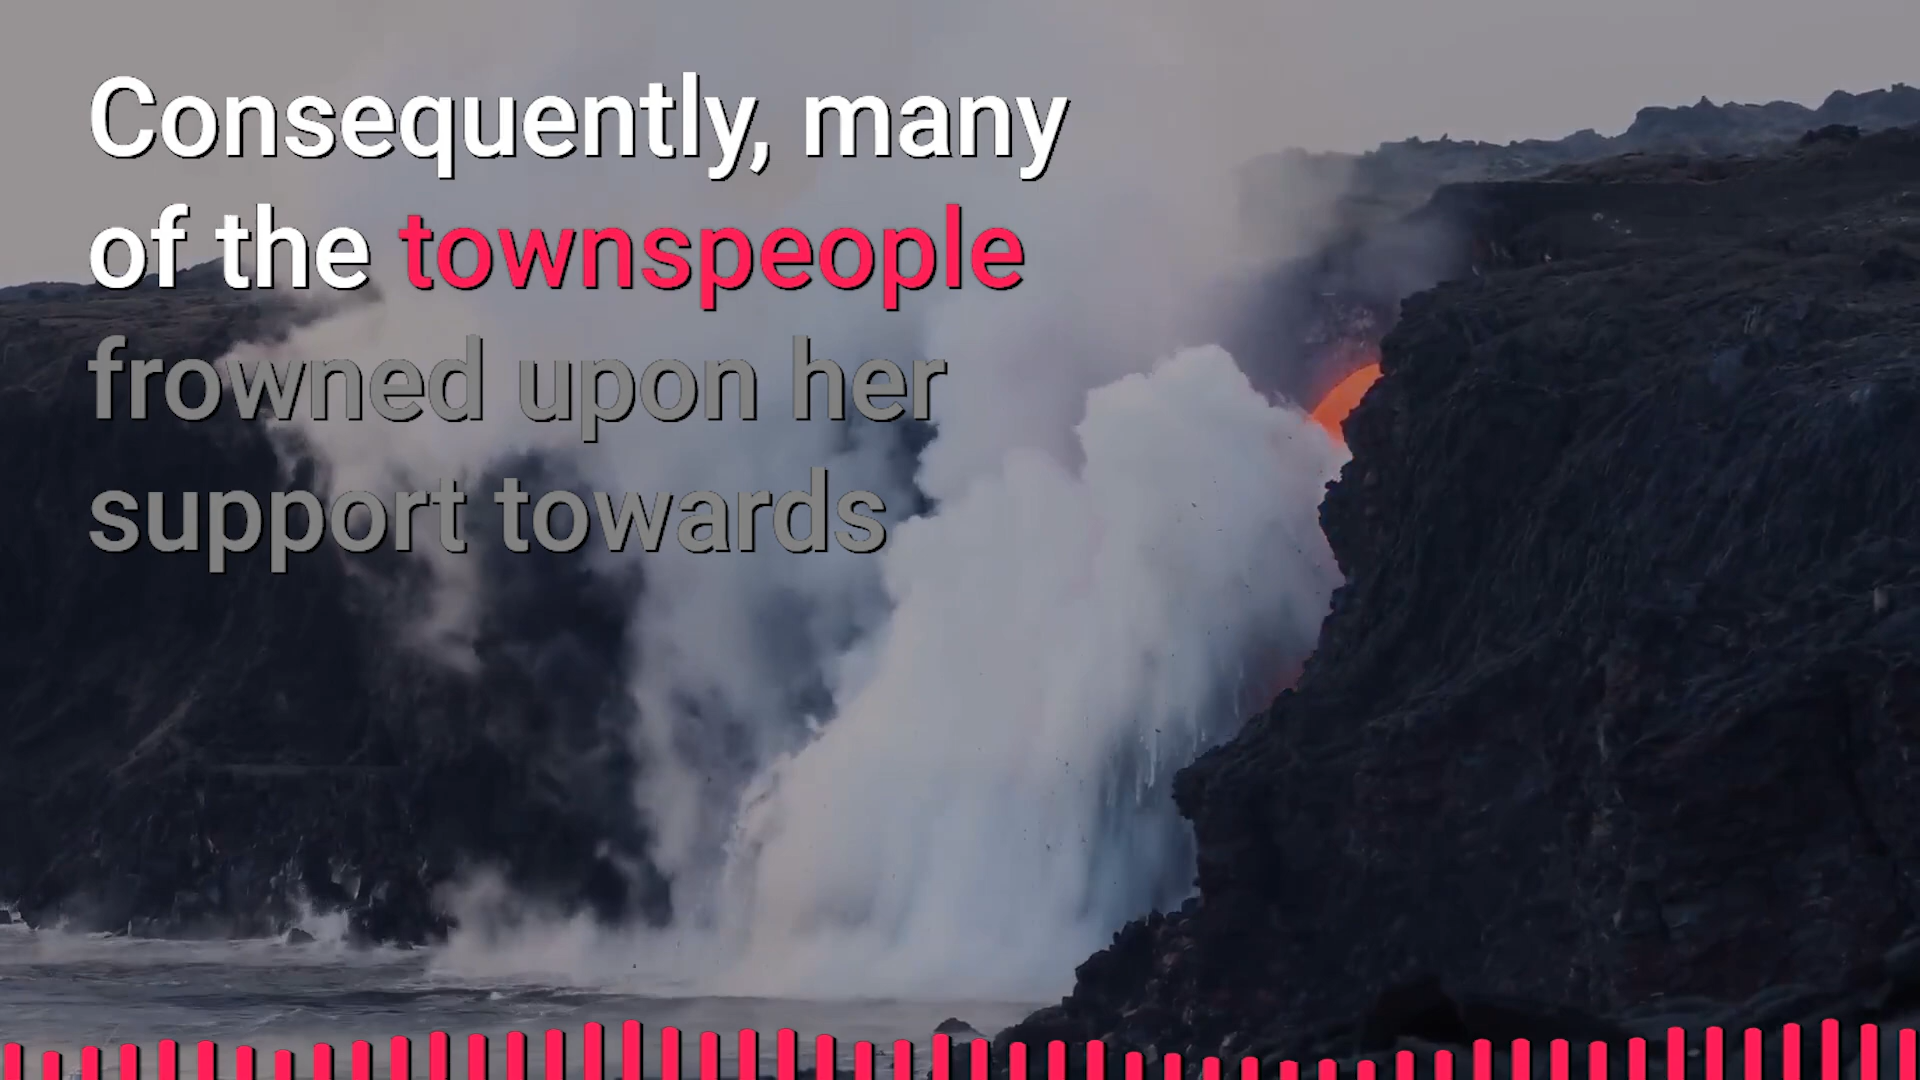 Consequently, many
of the townspeople
frowned upon her
support towards